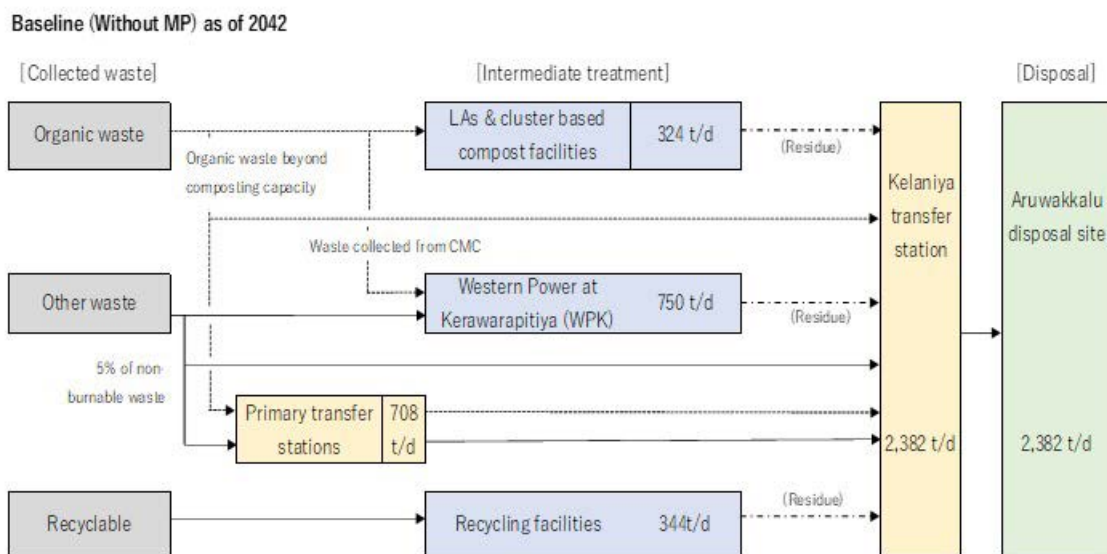 Baseline (Without MP) as of 2042
[Collected waste]
[Intermediate treatment]
[Disposal]
Organic waste
LAs & cluster based
compost facilities
324 t/d
(Residue)
Organic waste beyond
composting capacity
Kelaniya
transfer
station
Aruwakkalu
disposal site
Waste collected from CMC
Other waste
Western Power at
Kerawarapitiya (WPK)
750 t/d
(Residue)
5% of non-
burnable waste
Primary transfer
stations
708
t/d
2,382 t/d
2,382 t/d
Recyclable
Recycling facilities
344t/d
(Residue)